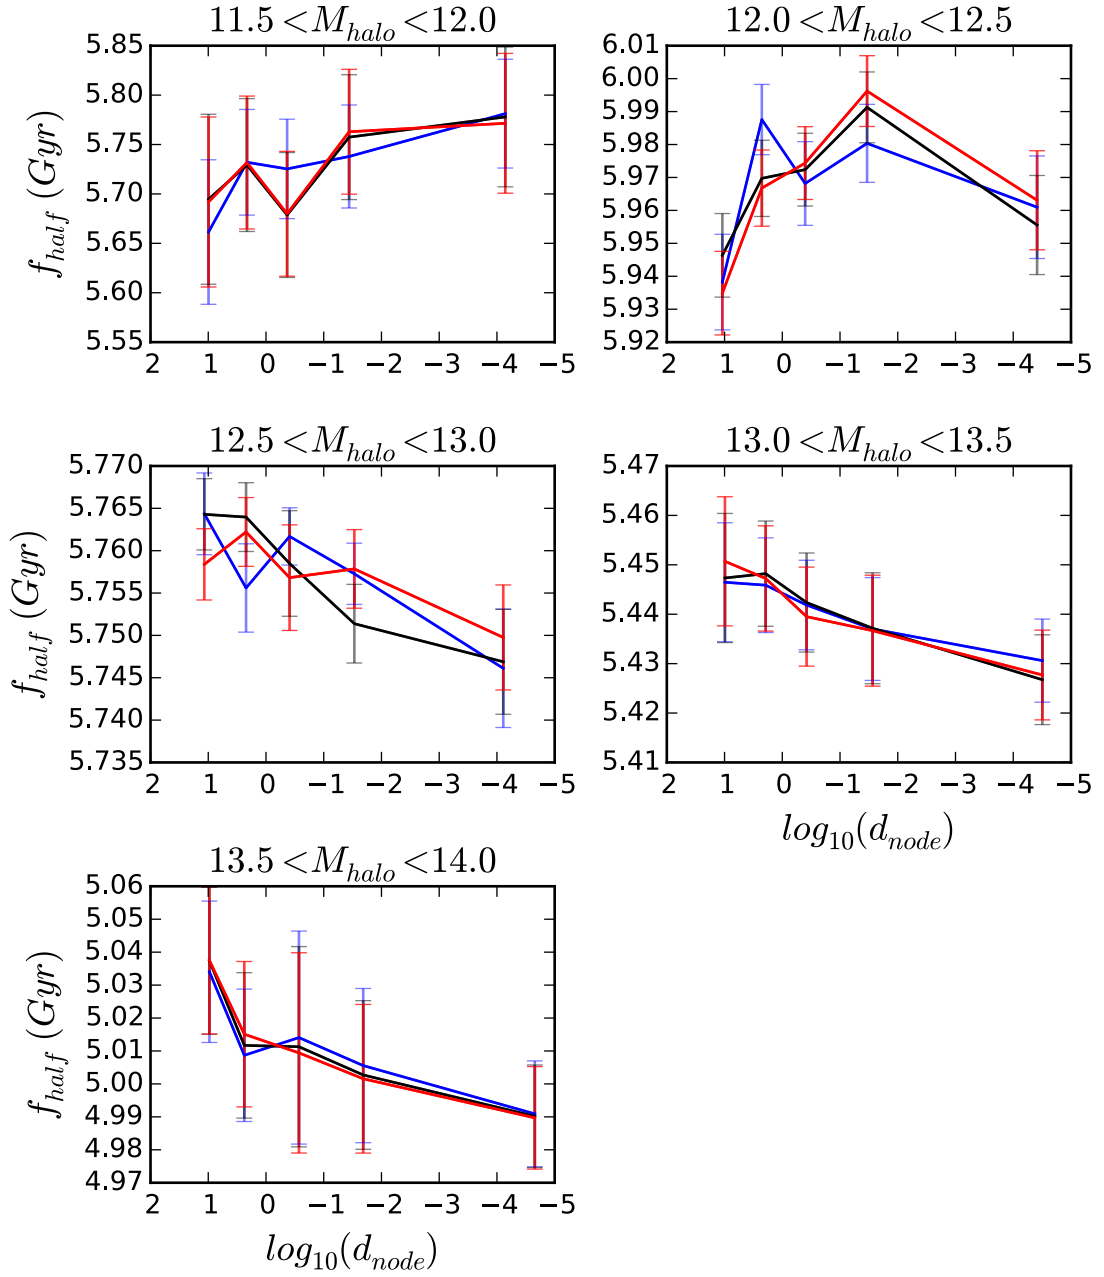 11.5 < M_halo < 12.0
5.85
5.80
5.75
5.70
5.65
5.60
5.55
f_half (Gyr)
2 1 0 −1 −2 −3 −4 −5
12.0 < M_halo < 12.5
6.01
6.00
5.99
5.98
5.97
5.96
5.95
5.94
5.93
5.92
2 1 0 −1 −2 −3 −4 −5
12.5 < M_halo < 13.0
5.770
5.765
5.760
5.755
5.750
5.745
5.740
5.735
f_half (Gyr)
2 1 0 −1 −2 −3 −4 −5
13.0 < M_halo < 13.5
5.47
5.46
5.45
5.44
5.43
5.42
5.41
2 1 0 −1 −2 −3 −4 −5
log10(d_node)
13.5 < M_halo < 14.0
5.06
5.05
5.04
5.03
5.02
5.01
5.00
4.99
4.98
4.97
f_half (Gyr)
2 1 0 −1 −2 −3 −4 −5
log10(d_node)